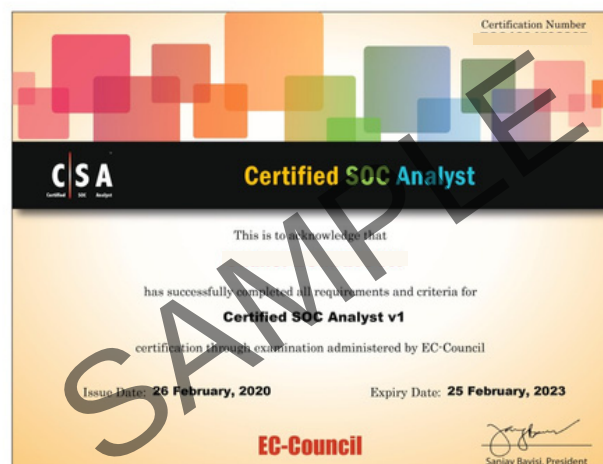 Certification Number
CSA
Certified SOC Analyst
Certified SOC Analyst
This is to acknowledge that
has successfully completed all requirements and criteria for
Certified SOC Analyst v1
certification through examination administered by EC-Council
Issue Date: 26 February, 2020 Expiry Date: 25 February, 2023
EC-Council
Sanjay Bavisi, President
SAMPLE